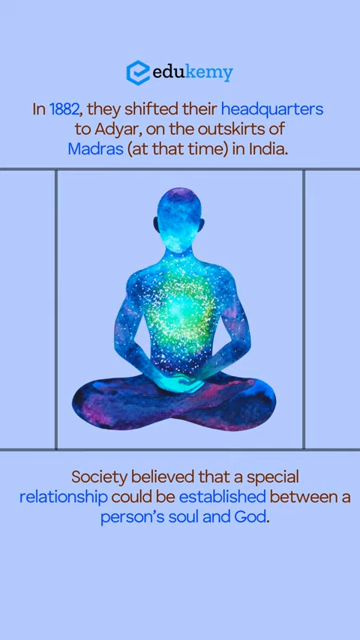 edukemy
In 1882, they shifted their headquarters
to Adyar, on the outskirts of
Madras (at that time) in India.
Society believed that a special
relationship could be established between a
person's soul and God.